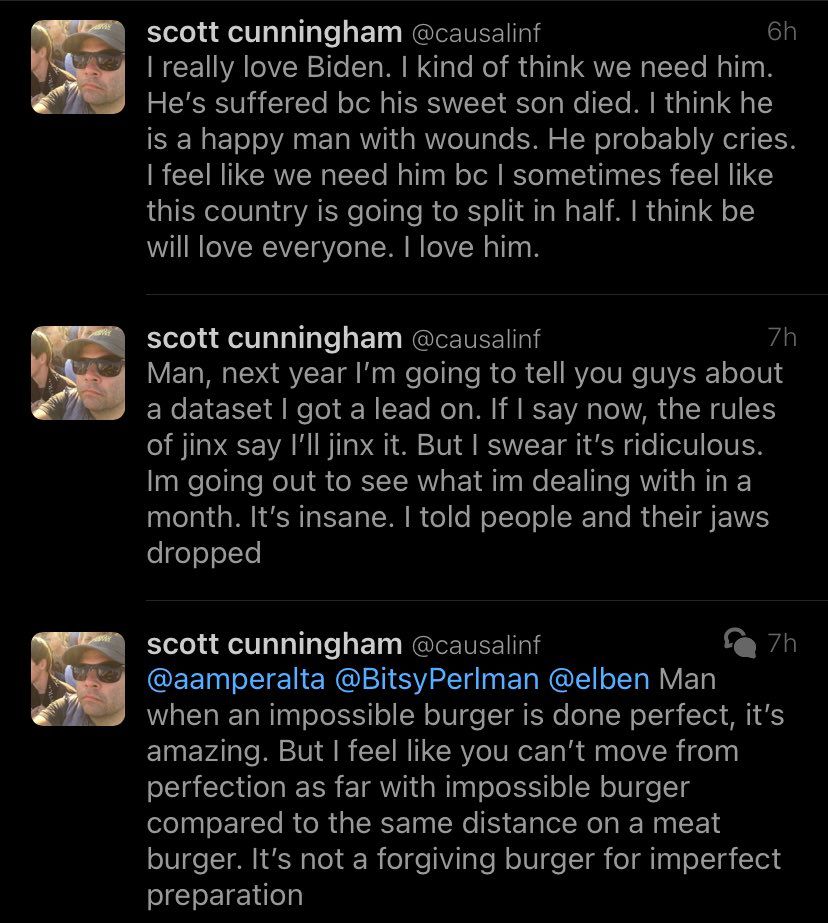 scott cunningham @causalinf 6h
I really love Biden. I kind of think we need him.
He’s suffered bc his sweet son died. I think he
is a happy man with wounds. He probably cries.
I feel like we need him bc I sometimes feel like
this country is going to split in half. I think be
will love everyone. I love him.
scott cunningham @causalinf 7h
Man, next year I’m going to tell you guys about
a dataset I got a lead on. If I say now, the rules
of jinx say I’ll jinx it. But I swear it’s ridiculous.
Im going out to see what im dealing with in a
month. It’s insane. I told people and their jaws
dropped
scott cunningham @causalinf 7h
@aamperalta @BitsyPerlman @elben Man
when an impossible burger is done perfect, it’s
amazing. But I feel like you can’t move from
perfection as far with impossible burger
compared to the same distance on a meat
burger. It’s not a forgiving burger for imperfect
preparation